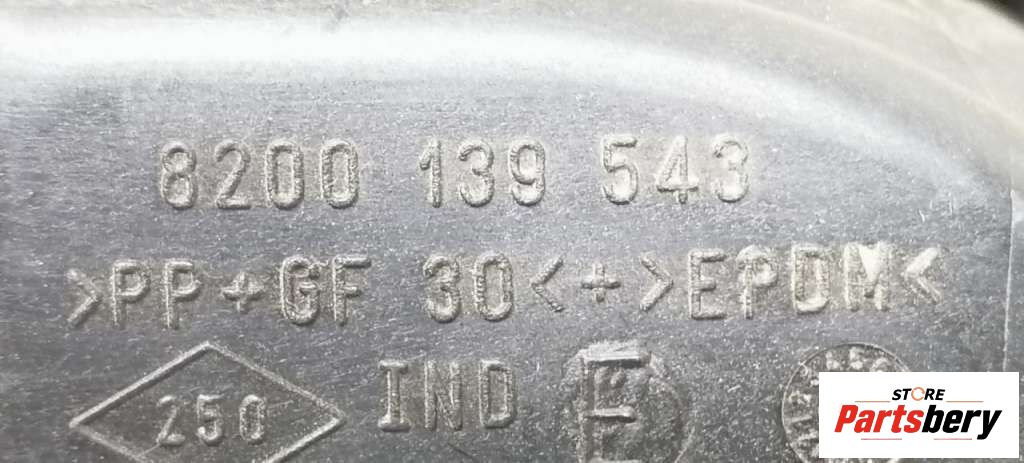 8200 139 543
>PP+GF 30<+>EPDM<
250 IND E
STORE
Partsbery